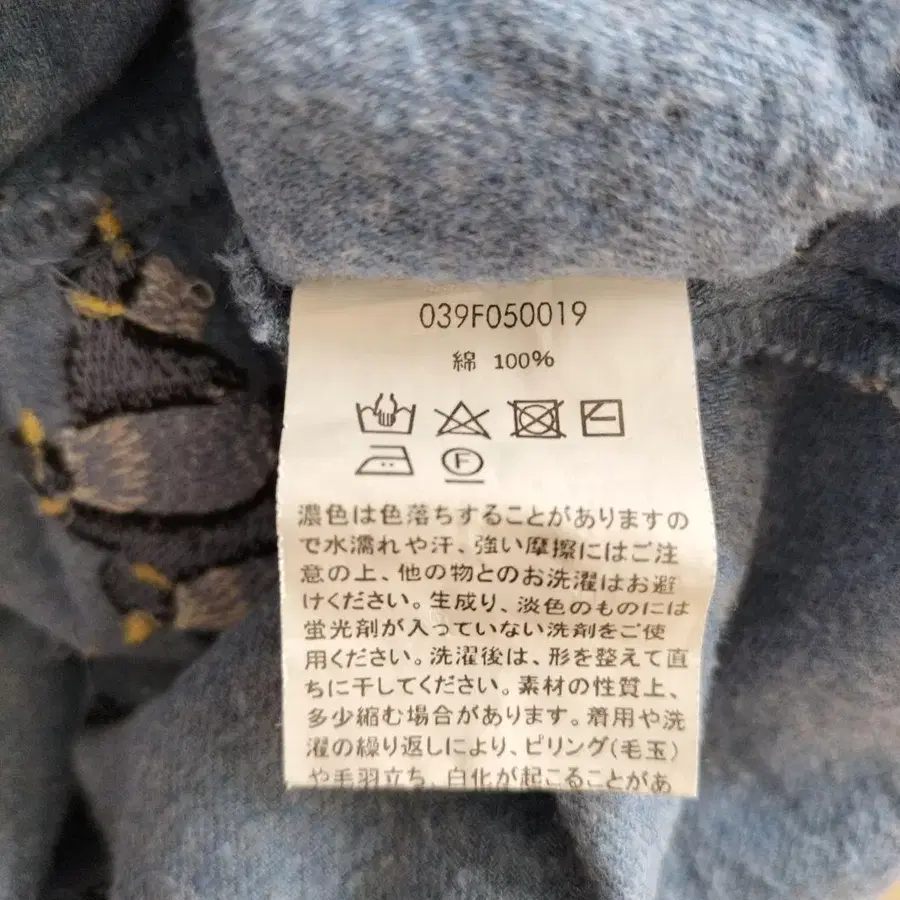 039F050019
綿 100%
F
濃色は色落ちすることがありますの
で水濡れや汗、強い摩擦にはご注
意の上、他の物とのお洗濯はお避
けください。生成り、淡色のものには
蛍光剤が入っていない洗剤をご使
用ください。洗濯後は、形を整えて直
ちに干してください。素材の性質上、
多少縮む場合があります。着用や洗
濯の繰り返しにより、ピリング(毛玉)
や毛羽立ち、白化が起こることがあ